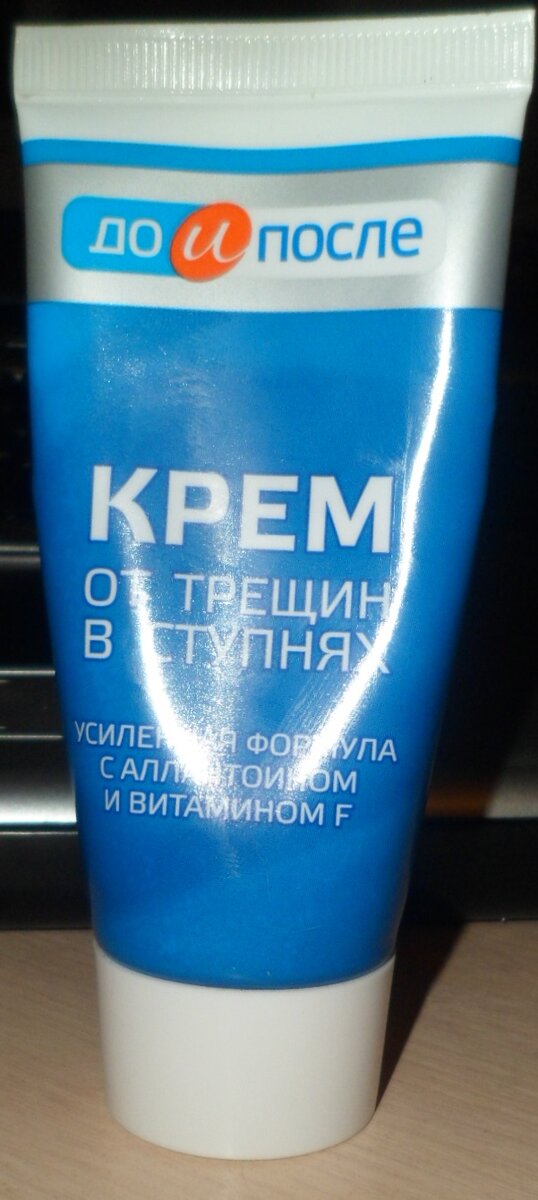 до и после
КРЕМ
ОТ ТРЕЩИН
В СТУПНЯХ
УСИЛЕННАЯ ФОРМУЛА
С АЛЛАНТОИНОМ
И ВИТАМИНОМ F